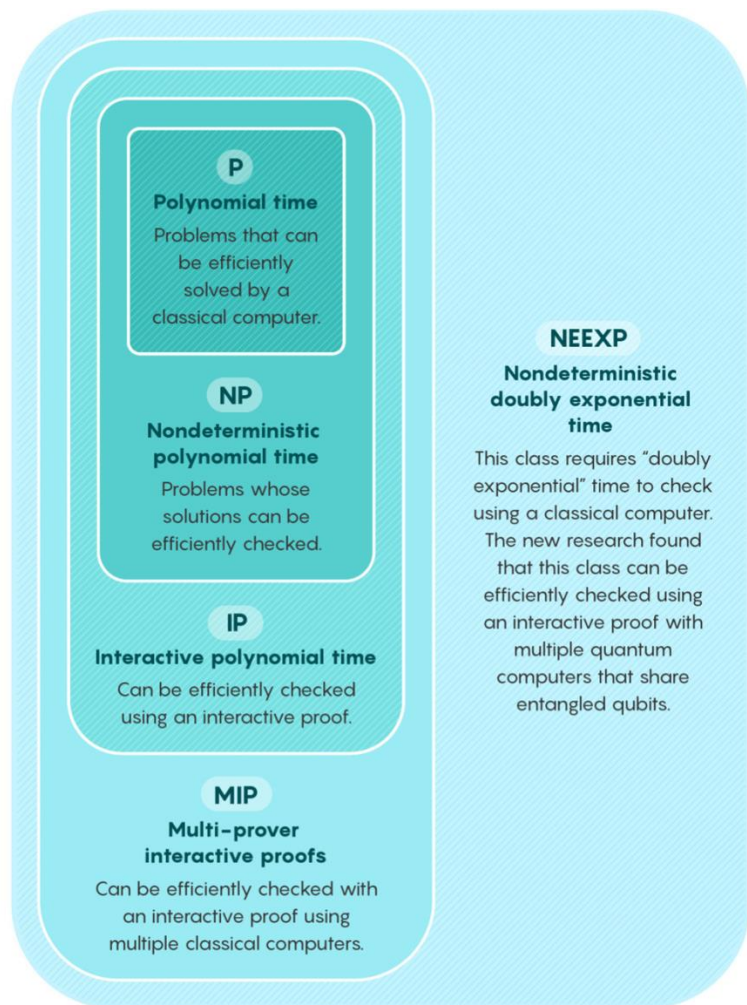 P
Polynomial time
Problems that can
be efficiently
solved by a
classical computer.
NP
Nondeterministic
polynomial time
Problems whose
solutions can be
efficiently checked.
IP
Interactive polynomial time
Can be efficiently checked
using an interactive proof.
MIP
Multi-prover
interactive proofs
Can be efficiently checked with
an interactive proof using
multiple classical computers.
NEEXP
Nondeterministic
doubly exponential
time
This class requires “doubly
exponential” time to check
using a classical computer.
The new research found
that this class can be
efficiently checked using
an interactive proof with
multiple quantum
computers that share
entangled qubits.